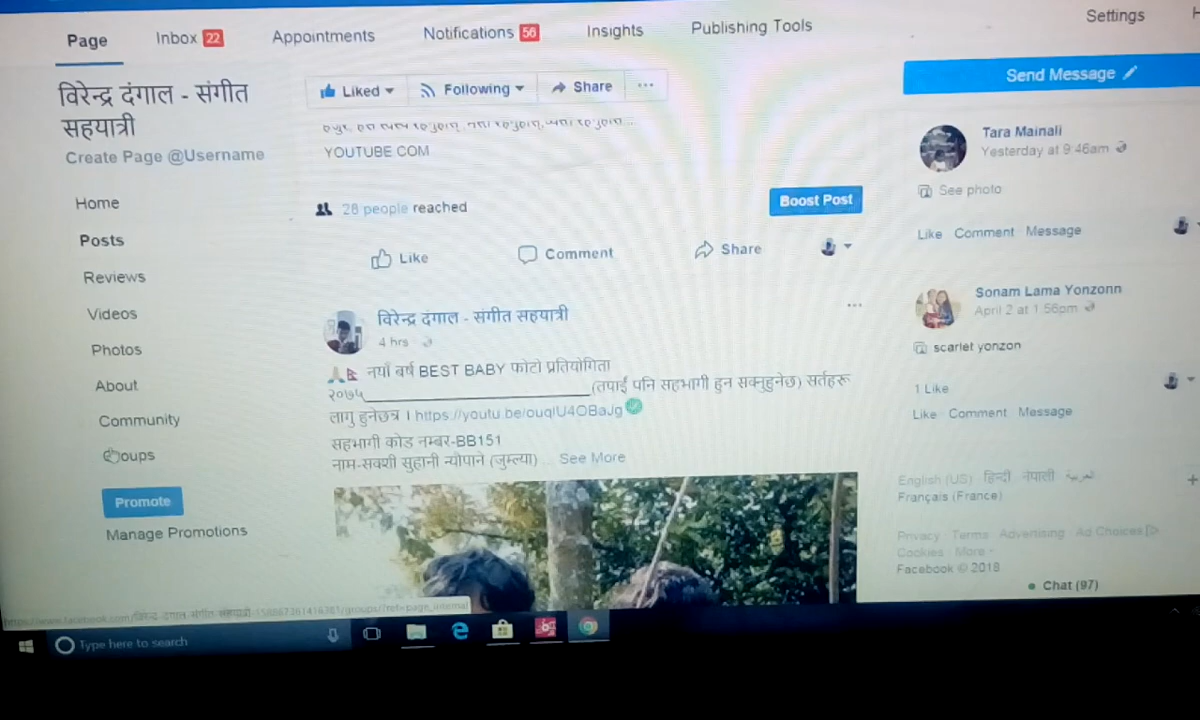 Page
Inbox 22
Appointments
Notifications 56
Insights
Publishing Tools
Settings
विरेन्द्र दंगाल - संगीत
सहयात्री
Create Page @Username
Home
Posts
Reviews
Videos
Photos
About
Community
oups
Promote
Manage Promotions
Liked
Following
Share
YOUTUBE.COM
28 people reached
Boost Post
Like
Comment
Share
विरेन्द्र दंगाल - संगीत सहयात्री
4 hrs
नयाँ बर्ष BEST BABY फोटो प्रतियोगिता
२०७५____________________(तपाईं पनि सहभागी हुन सक्नुहुनेछ) सर्तहरू
लागु हुनेछन्र । https://youtu.be/ouqIU4OBaJg
सहभागी कोड नम्बर-BB151
सुहानी न्यौपाने (जुम्ल्या) ... See More
Send Message
Tara Mainali
Yesterday at 9:46am
See photo
Like Comment Message
Sonam Lama Yonzonn
April 2 at 1:56pm
scarlet yonzon
1 Like
Like · Comment · Message
English (US) · हिन्दी · नेपाली · العربية
Français (France)
Privacy · Terms · Advertising · Ad Choices
Cookies · More
Facebook © 2018
Chat (97)
Type here to search